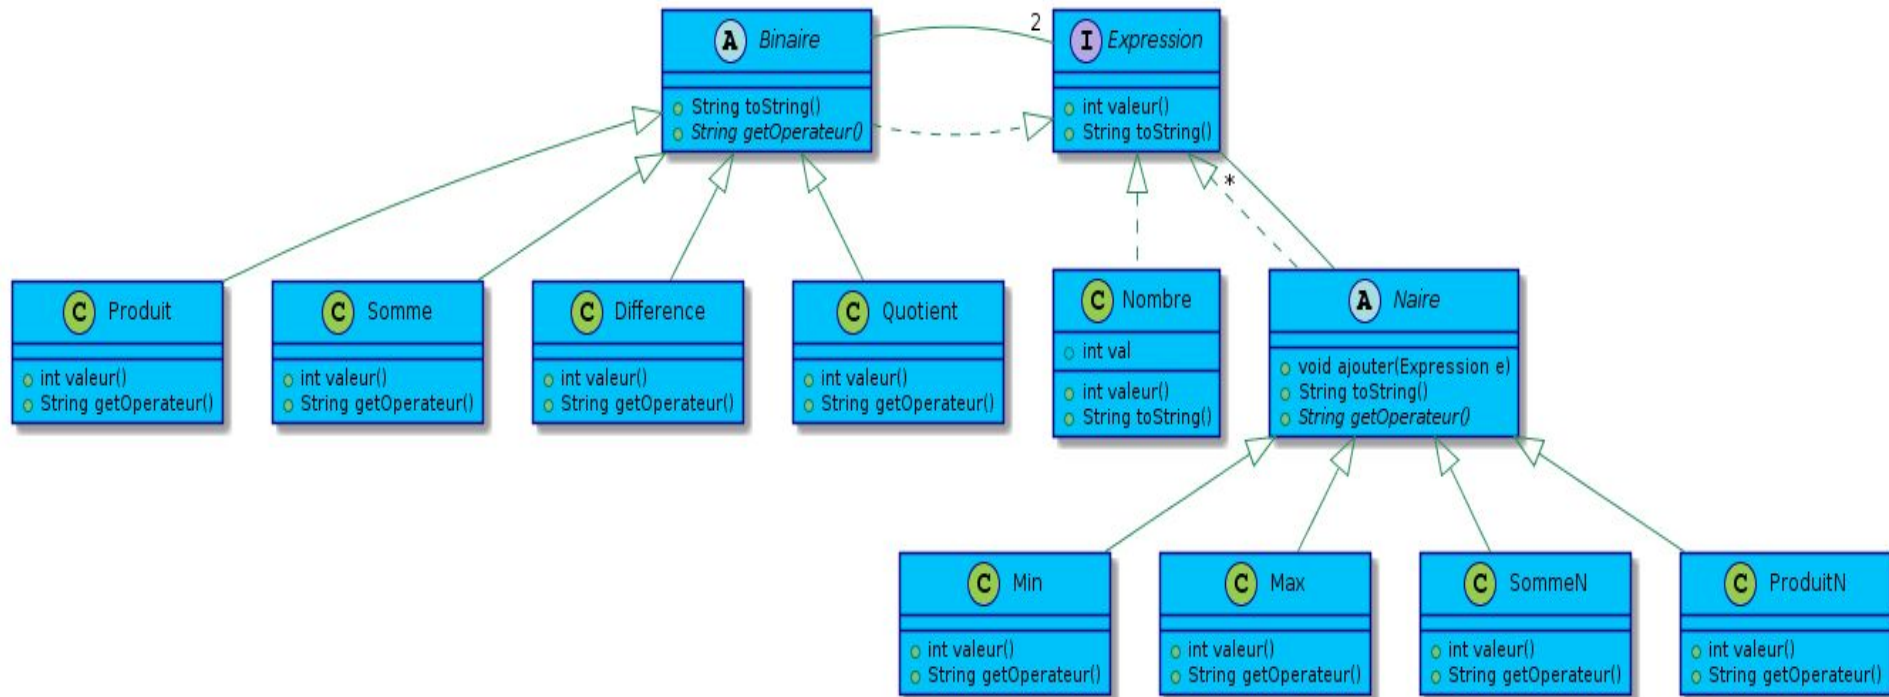 A Binaire
String toString()
String getOperateur()
2
I Expression
int valeur()
String toString()
*
C Produit
int valeur()
String getOperateur()
C Somme
int valeur()
String getOperateur()
C Difference
int valeur()
String getOperateur()
C Quotient
int valeur()
String getOperateur()
C Nombre
int val
int valeur()
String toString()
A Naire
void ajouter(Expression e)
String toString()
String getOperateur()
C Min
int valeur()
String getOperateur()
C Max
int valeur()
String getOperateur()
C SommeN
int valeur()
String getOperateur()
C ProduitN
int valeur()
String getOperateur()